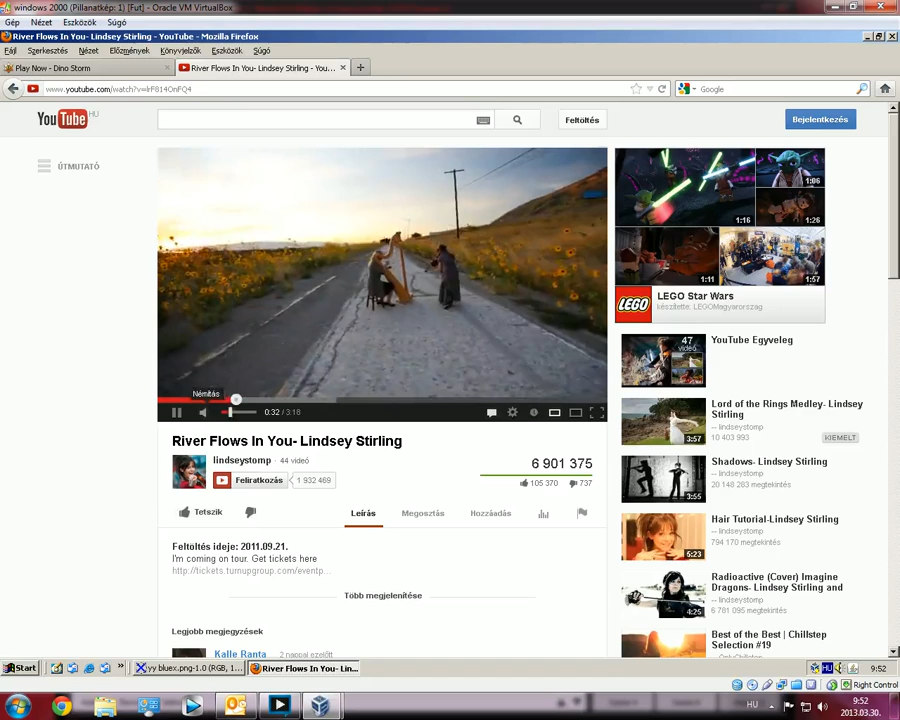 windows 2000 (Pillanatkép: 1) [Fut] - Oracle VM VirtualBox
Gép Nézet Eszközök Súgó
River Flows In You- Lindsey Stirling - YouTube - Mozilla Firefox
Fájl Szerkesztés Nézet Előzmények Könyvjelzők Eszközök Súgó
Play Now - Dino Storm
River Flows In You- Lindsey Stirling - You...
www.youtube.com/watch?v=lrF814OnFQ4
Google
YouTube HU
Feltöltés
Bejelentkezés
ÚTMUTATÓ
1:16
1:06
1:26
1:11
1:57
LEGO
LEGO Star Wars
készítette: LEGOMagyarorszag
47 videó
YouTube Egyveleg
Némítás
0:32 / 3:18
3:57
Lord of the Rings Medley- Lindsey Stirling
-- lindseystomp
10 403 993
KIEMELT
River Flows In You- Lindsey Stirling
lindseystomp · 44 videó
Feliratkozás
1 932 469
6 901 375
105 370
737
3:55
Shadows- Lindsey Stirling
-- lindseystomp
20 148 283 megtekintés
Tetszik
Leírás
Megosztás
Hozzáadás
5:23
Hair Tutorial-Lindsey Stirling
-- lindseystomp
794 170 megtekintés
Feltöltés ideje: 2011.09.21.
I'm coming on tour. Get tickets here
http://tickets.turnupgroup.com/eventp...
Több megjelenítése
4:25
Radioactive (Cover) Imagine Dragons- Lindsey Stirling and
-- lindseystomp
6 781 095 megtekintés
Legjobb megjegyzések
Kalle Ranta 2 nappal ezelőtt
Best of the Best | Chillstep Selection #19
Start
yy bluex.png-1.0 (RGB, 1...
River Flows In You- Lin...
HU
9:52
Right Control
HU
9:52
2013.03.30.